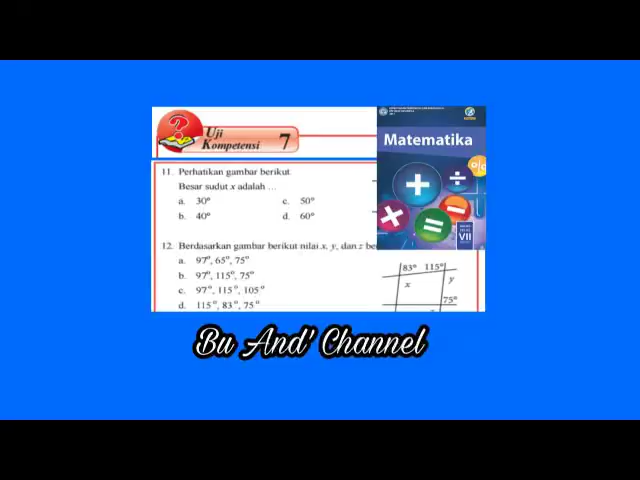 Uji
Kompetensi 7
Matematika
VII
11. Perhatikan gambar berikut.
Besar sudut x adalah ...
a. 30° c. 50°
b. 40° d. 60°
12. Berdasarkan gambar berikut nilai x, y, dan z be
a. 97°, 65°, 75°
b. 97°, 115°, 75°
c. 97°, 115°, 105°
d. 115°, 83°, 75°
83° 115°
x y
75°
Bu And' Channel